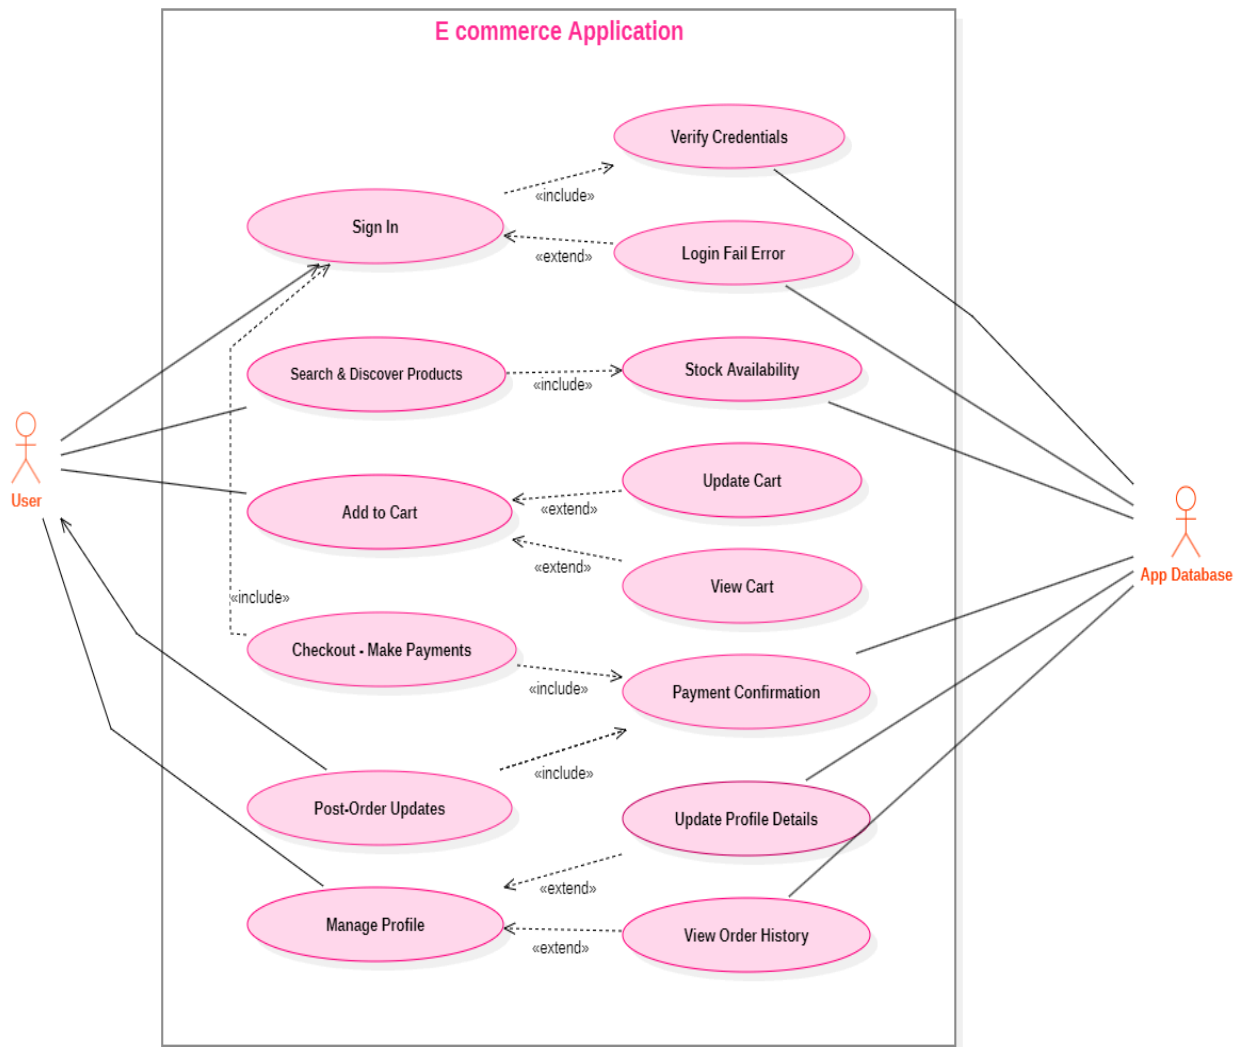 E commerce Application
Verify Credentials
«include»
Sign In
Login Fail Error
«extend»
Search & Discover Products
«include»
Stock Availability
User
Add to Cart
Update Cart
«extend»
«extend»
View Cart
App Database
«include»
Checkout - Make Payments
«include»
Payment Confirmation
«include»
Post-Order Updates
Update Profile Details
«extend»
Manage Profile
«extend»
View Order History